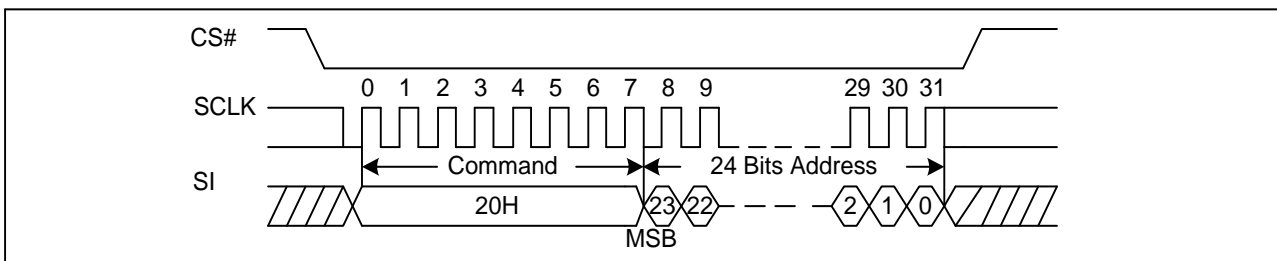 CS#
0 1 2 3 4 5 6 7 8 9 29 30 31
SCLK
Command 24 Bits Address
SI
20H 23 22 2 1 0
MSB